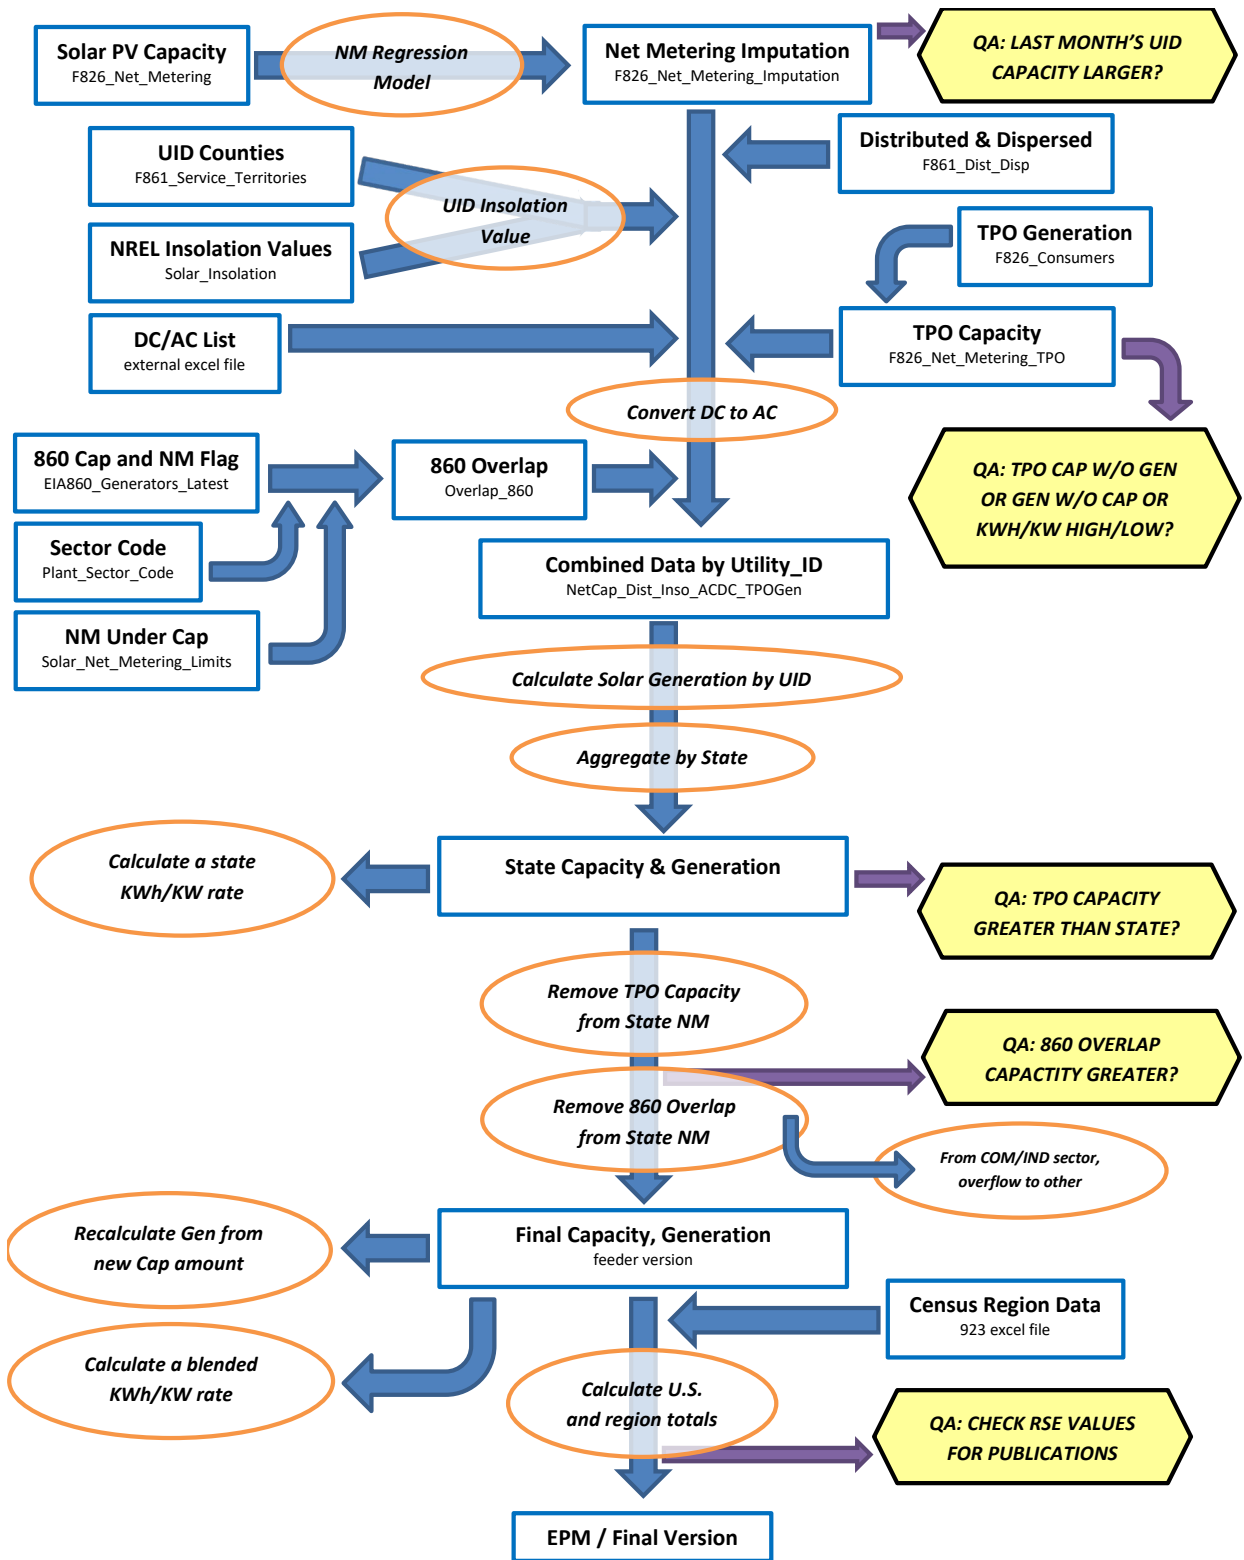 Solar PV Capacity
F826_Net_Metering
NM Regression
Model
Net Metering Imputation
F826_Net_Metering_Imputation
QA: LAST MONTH'S UID
CAPACITY LARGER?
UID Counties
F861_Service_Territories
Distributed & Dispersed
F861_Dist_Disp
UID Insolation
Value
NREL Insolation Values
Solar_Insolation
TPO Generation
F826_Consumers
DC/AC List
external excel file
TPO Capacity
F826_Net_Metering_TPO
Convert DC to AC
860 Cap and NM Flag
EIA860_Generators_Latest
860 Overlap
Overlap_860
QA: TPO CAP W/O GEN
OR GEN W/O CAP OR
KWH/KW HIGH/LOW?
Sector Code
Plant_Sector_Code
Combined Data by Utility_ID
NetCap_Dist_Inso_ACDC_TPOGen
NM Under Cap
Solar_Net_Metering_Limits
Calculate Solar Generation by UID
Aggregate by State
Calculate a state
KWh/KW rate
State Capacity & Generation
QA: TPO CAPACITY
GREATER THAN STATE?
Remove TPO Capacity
from State NM
QA: 860 OVERLAP
CAPACTITY GREATER?
Remove 860 Overlap
from State NM
From COM/IND sector,
overflow to other
Recalculate Gen from
new Cap amount
Final Capacity, Generation
feeder version
Census Region Data
923 excel file
Calculate a blended
KWh/KW rate
Calculate U.S.
and region totals
QA: CHECK RSE VALUES
FOR PUBLICATIONS
EPM / Final Version